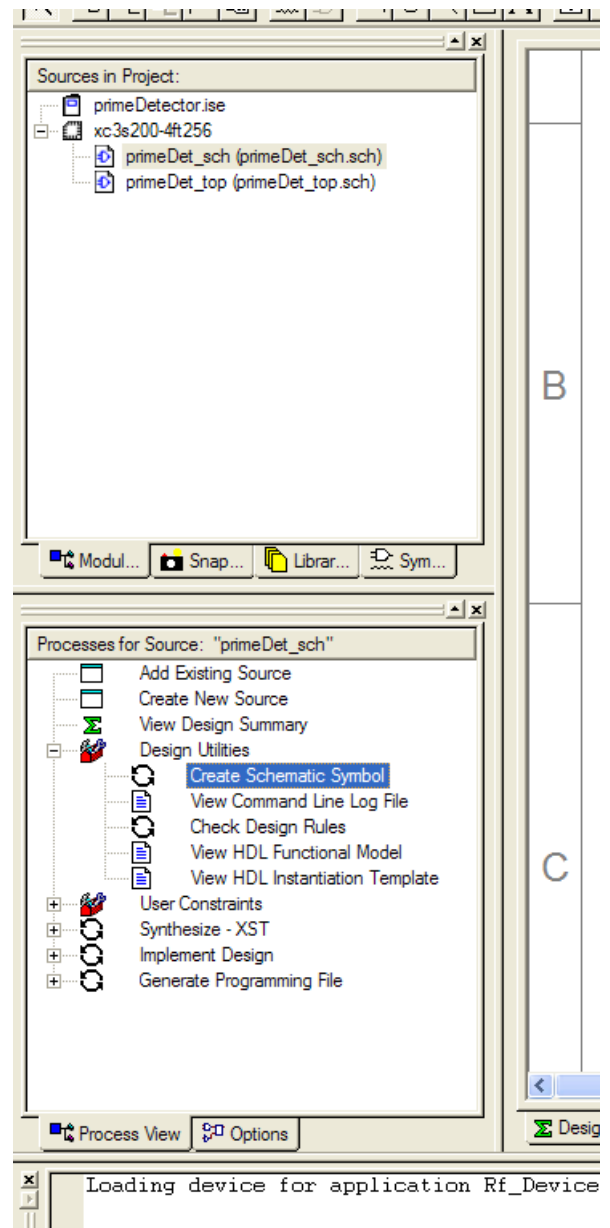 Sources in Project:
primeDetector.ise
xc3s200-4ft256
primeDet_sch (primeDet_sch.sch)
primeDet_top (primeDet_top.sch)
B
Modul... Snap... Librar... Sym...
Processes for Source: "primeDet_sch"
Add Existing Source
Create New Source
View Design Summary
Design Utilities
Create Schematic Symbol
View Command Line Log File
Check Design Rules
View HDL Functional Model
View HDL Instantiation Template
C
User Constraints
Synthesize - XST
Implement Design
Generate Programming File
Process View Options
Desig
Loading device for application Rf_Device